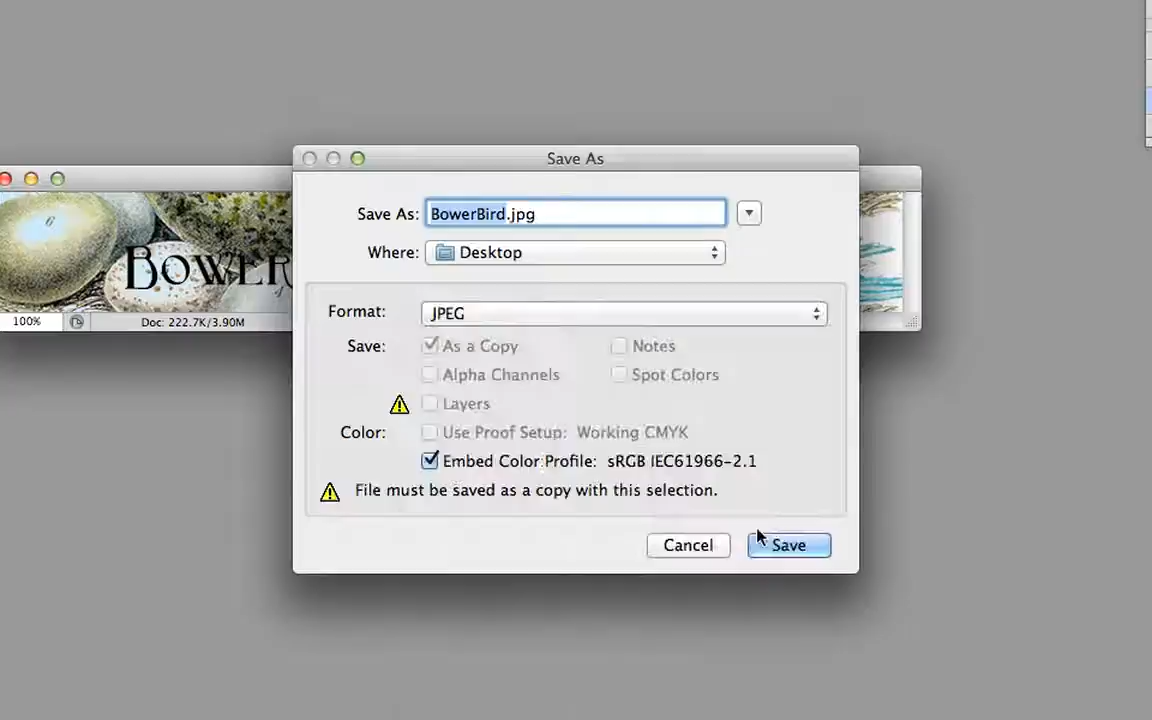 Save As
Save As: BowerBird.jpg
Where: Desktop
6
BOWER
100% Doc: 222.7K/3.90M
Format: JPEG
Save: As a Copy Notes
Alpha Channels Spot Colors
Layers
Color: Use Proof Setup: Working CMYK
Embed Color Profile: sRGB IEC61966-2.1
File must be saved as a copy with this selection.
Cancel Save